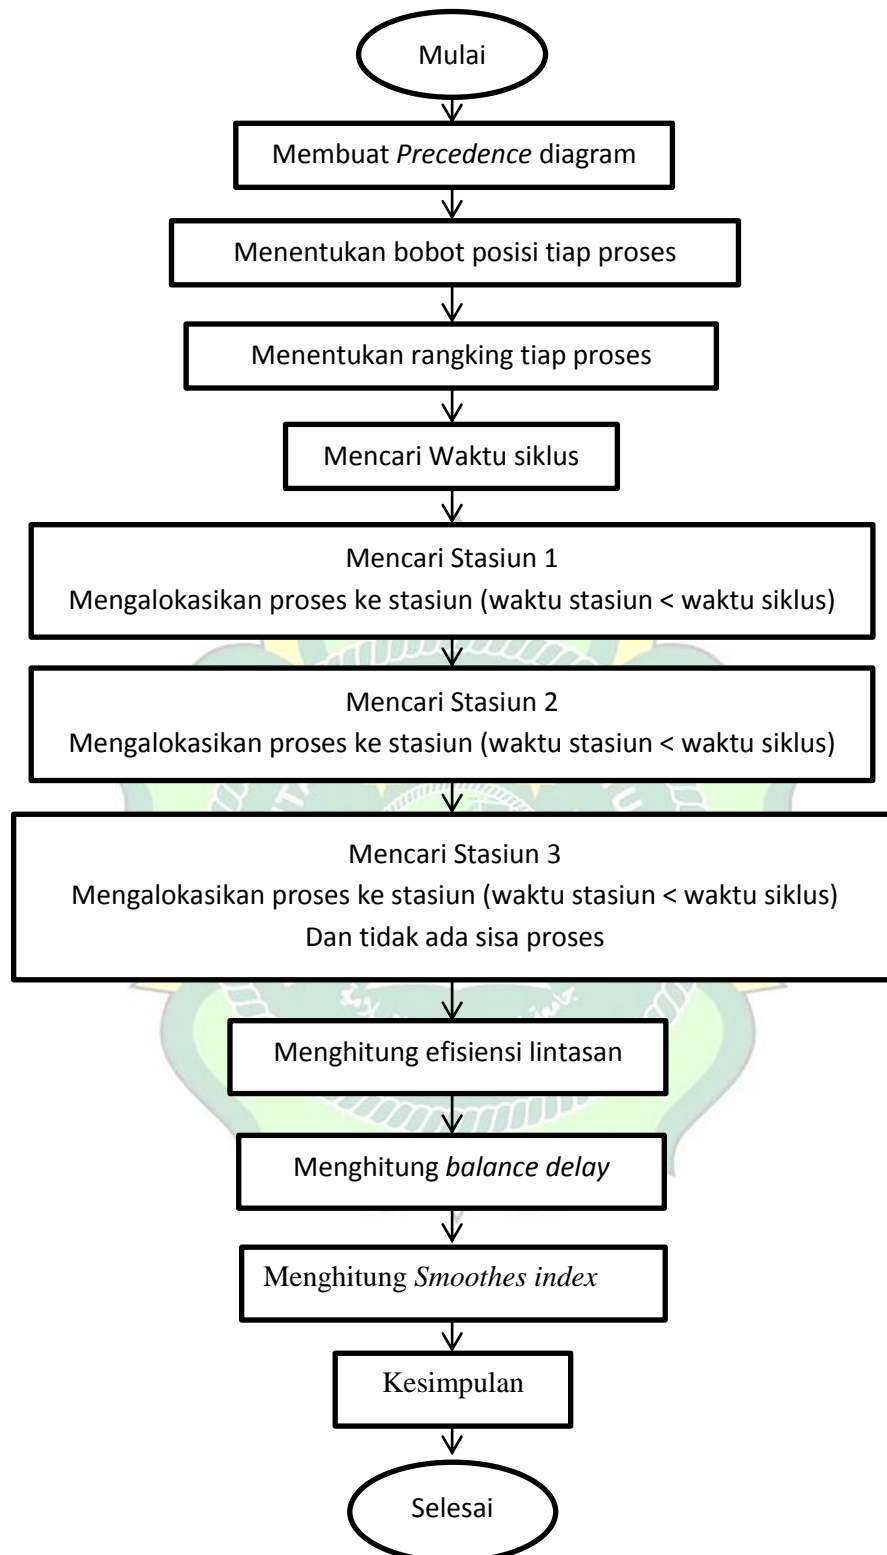 Mulai
Membuat Precedence diagram
Menentukan bobot posisi tiap proses
Menentukan rangking tiap proses
Mencari Waktu siklus
Mencari Stasiun 1
Mengalokasikan proses ke stasiun (waktu stasiun < waktu siklus)
Mencari Stasiun 2
Mengalokasikan proses ke stasiun (waktu stasiun < waktu siklus)
Mencari Stasiun 3
Mengalokasikan proses ke stasiun (waktu stasiun < waktu siklus)
Dan tidak ada sisa proses
Menghitung efisiensi lintasan
Menghitung balance delay
Menghitung Smoothes index
Kesimpulan
Selesai